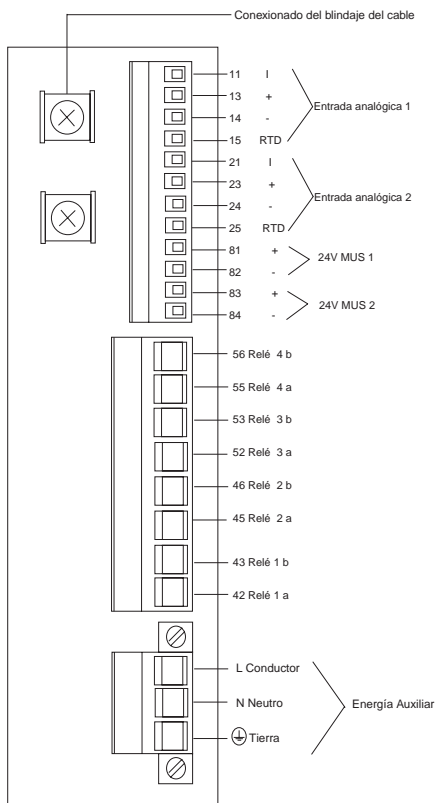 Conexionado del blindaje del cable
11 I
13 +
14 -
15 RTD
Entrada analógica 1
21 I
23 +
24 -
25 RTD
Entrada analógica 2
81 +
82 -
24V MUS 1
83 +
84 -
24V MUS 2
56 Relé 4 b
55 Relé 4 a
53 Relé 3 b
52 Relé 3 a
46 Relé 2 b
45 Relé 2 a
43 Relé 1 b
42 Relé 1 a
L Conductor
N Neutro
Tierra
Energía Auxiliar